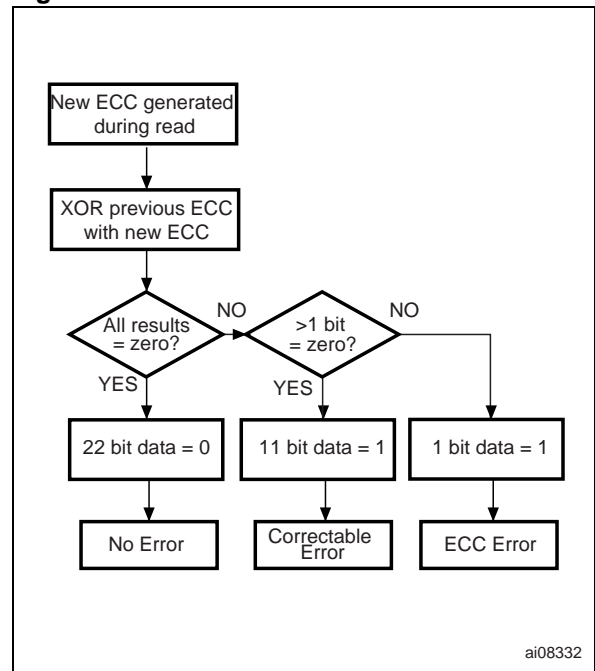 New ECC generated
during read
XOR previous ECC
with new ECC
All results
= zero?
NO
>1 bit
= zero?
NO
YES
YES
22 bit data = 0
11 bit data = 1
1 bit data = 1
No Error
Correctable
Error
ECC Error
ai08332